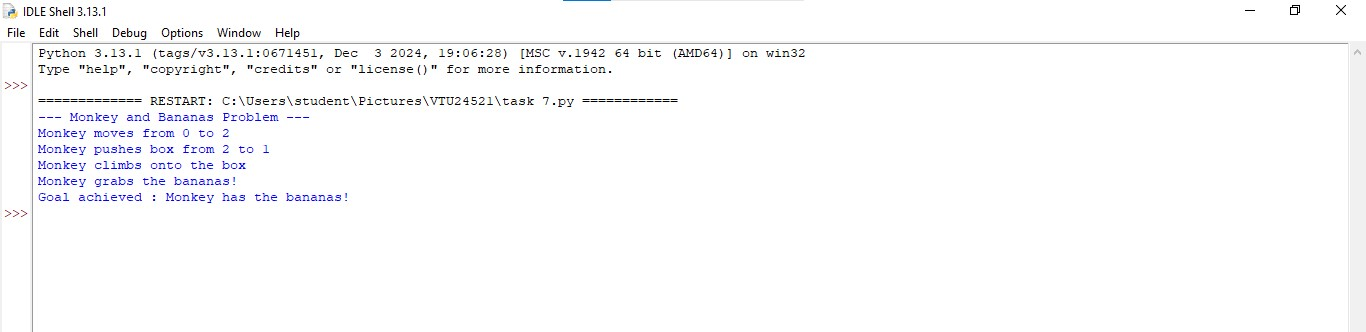 IDLE Shell 3.13.1
File Edit Shell Debug Options Window Help
Python 3.13.1 (tags/v3.13.1:0671451, Dec  3 2024, 19:06:28) [MSC v.1942 64 bit (AMD64)] on win32
Type "help", "copyright", "credits" or "license()" for more information.
>>>
============= RESTART: C:\Users\student\Pictures\VTU24521\task 7.py ============
--- Monkey and Bananas Problem ---
Monkey moves from 0 to 2
Monkey pushes box from 2 to 1
Monkey climbs onto the box
Monkey grabs the bananas!
Goal achieved : Monkey has the bananas!
>>>